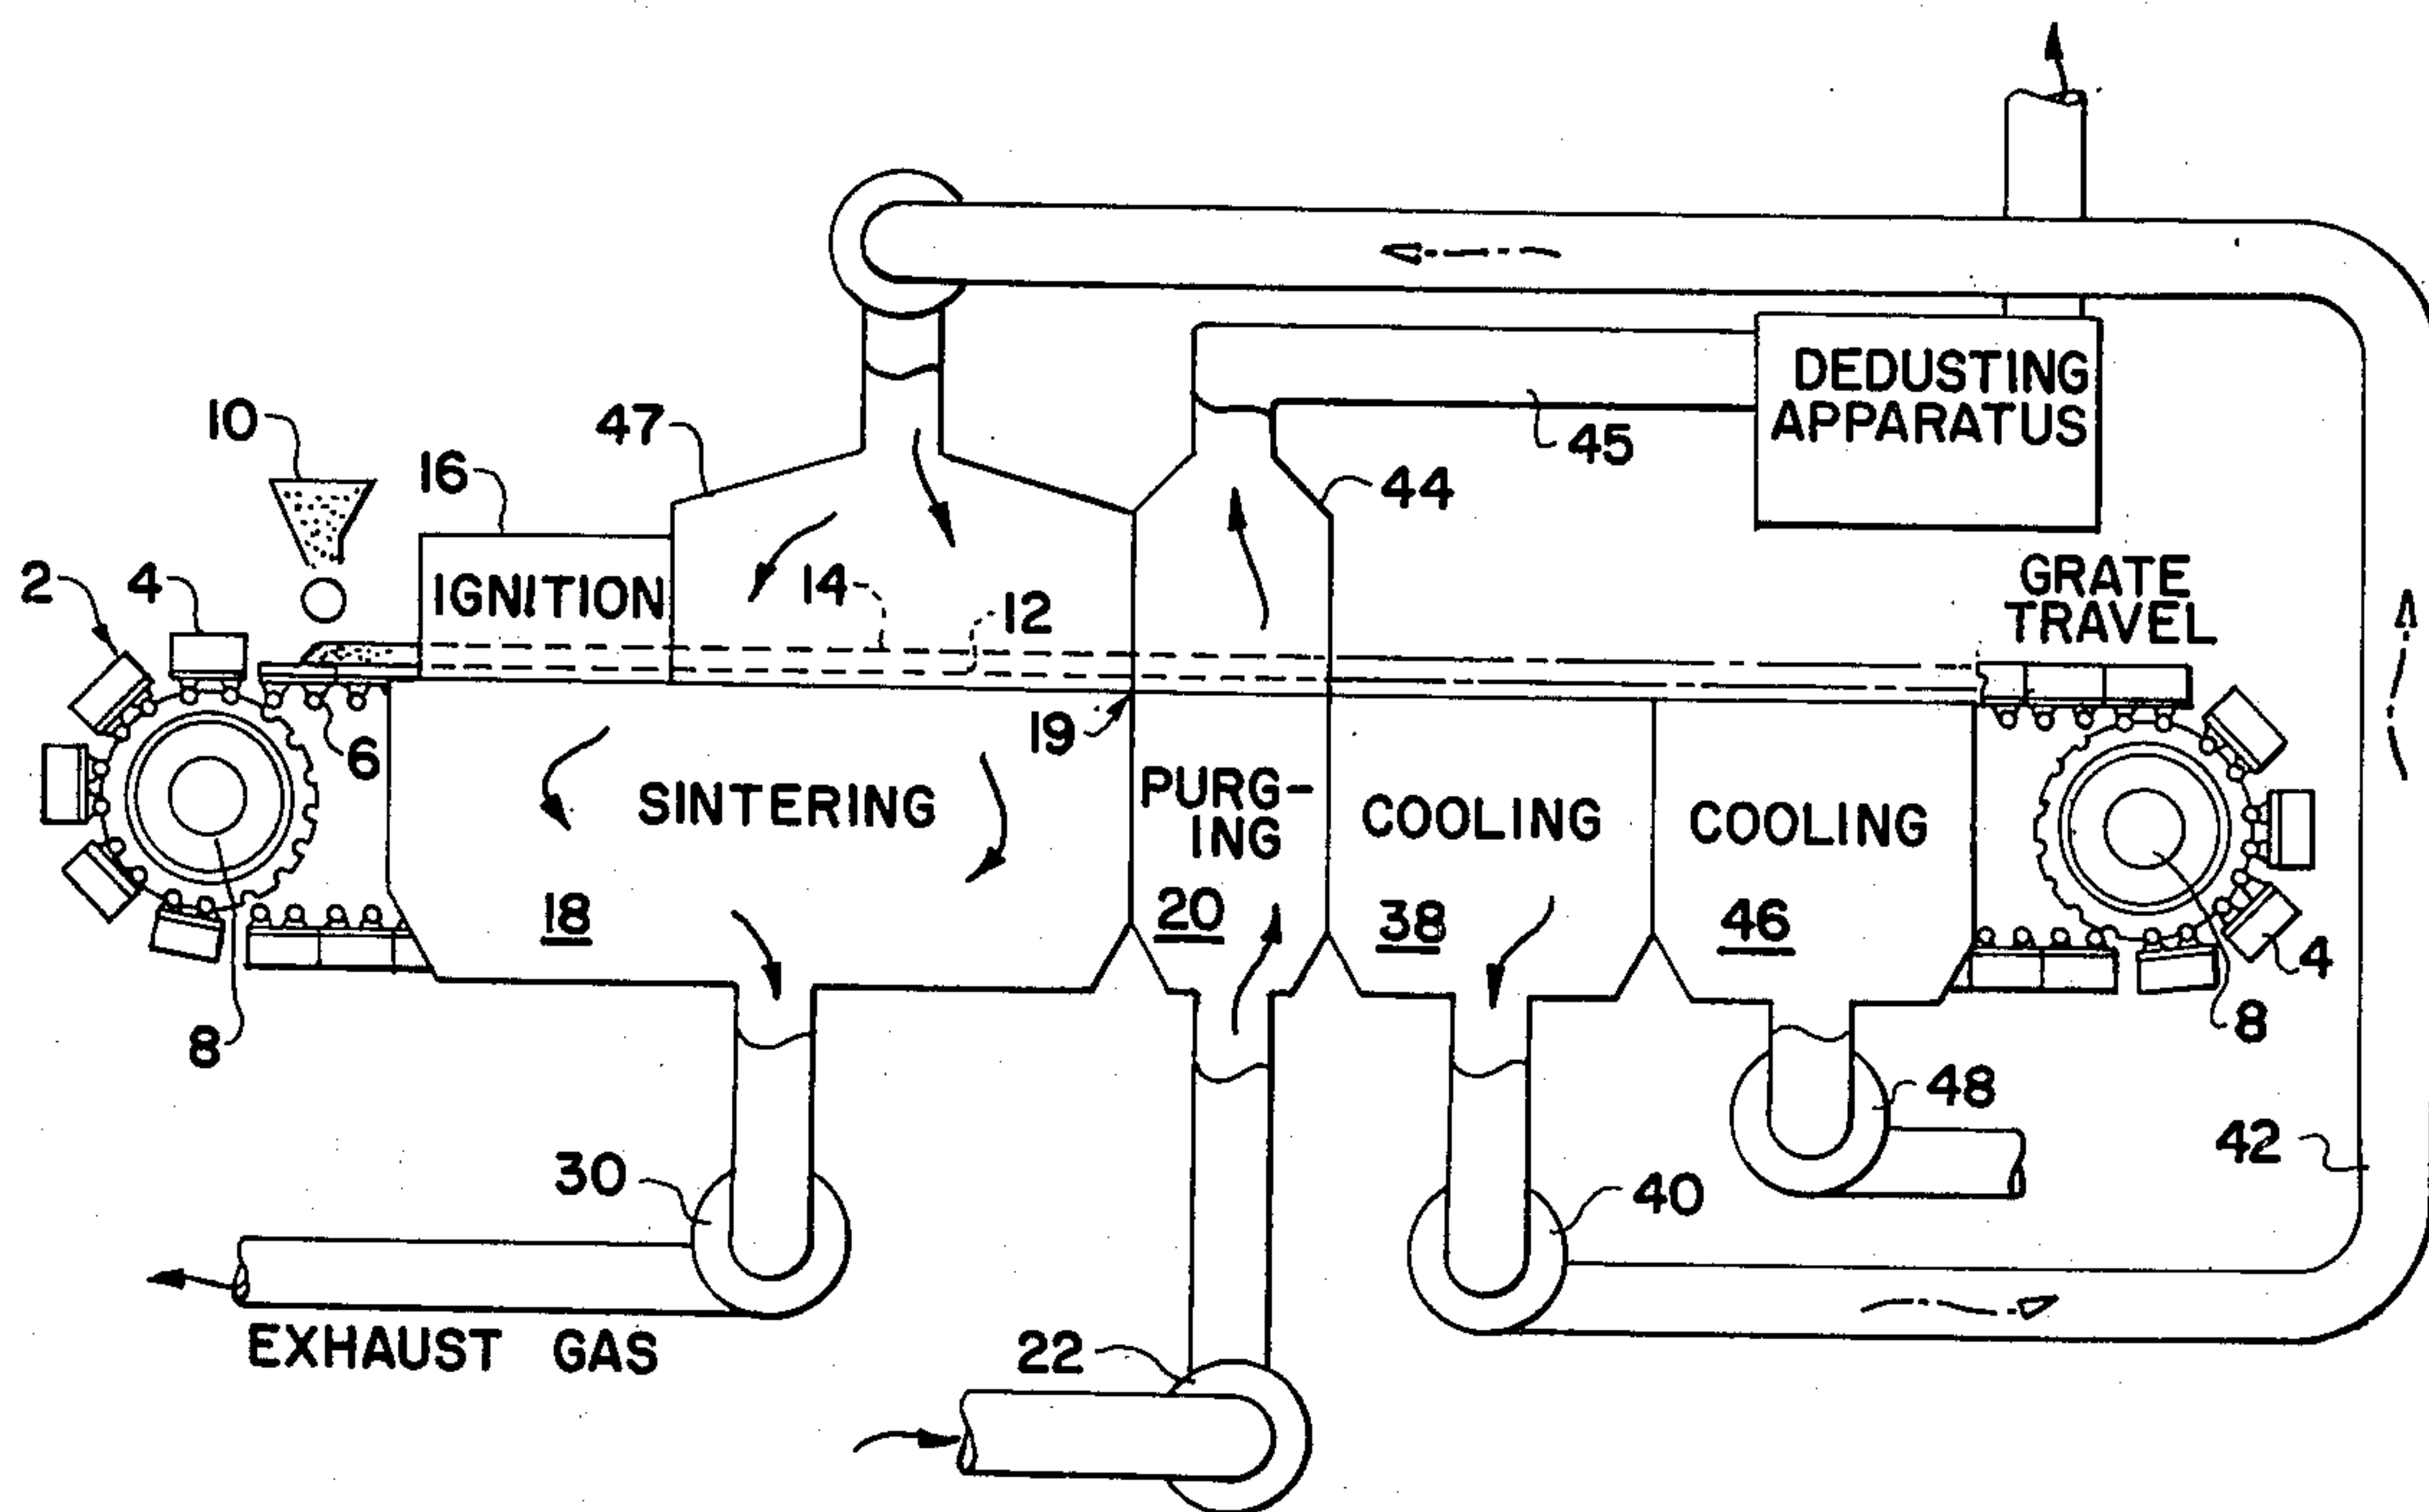 DEDUSTING
APPARATUS
10
47
45
16
44
2
4
IGNITION
14
12
GRATE
TRAVEL
19
6
SINTERING
PURG-
ING
COOLING
COOLING
18
20
38
46
4
8
8
48
42
30
40
EXHAUST GAS
22